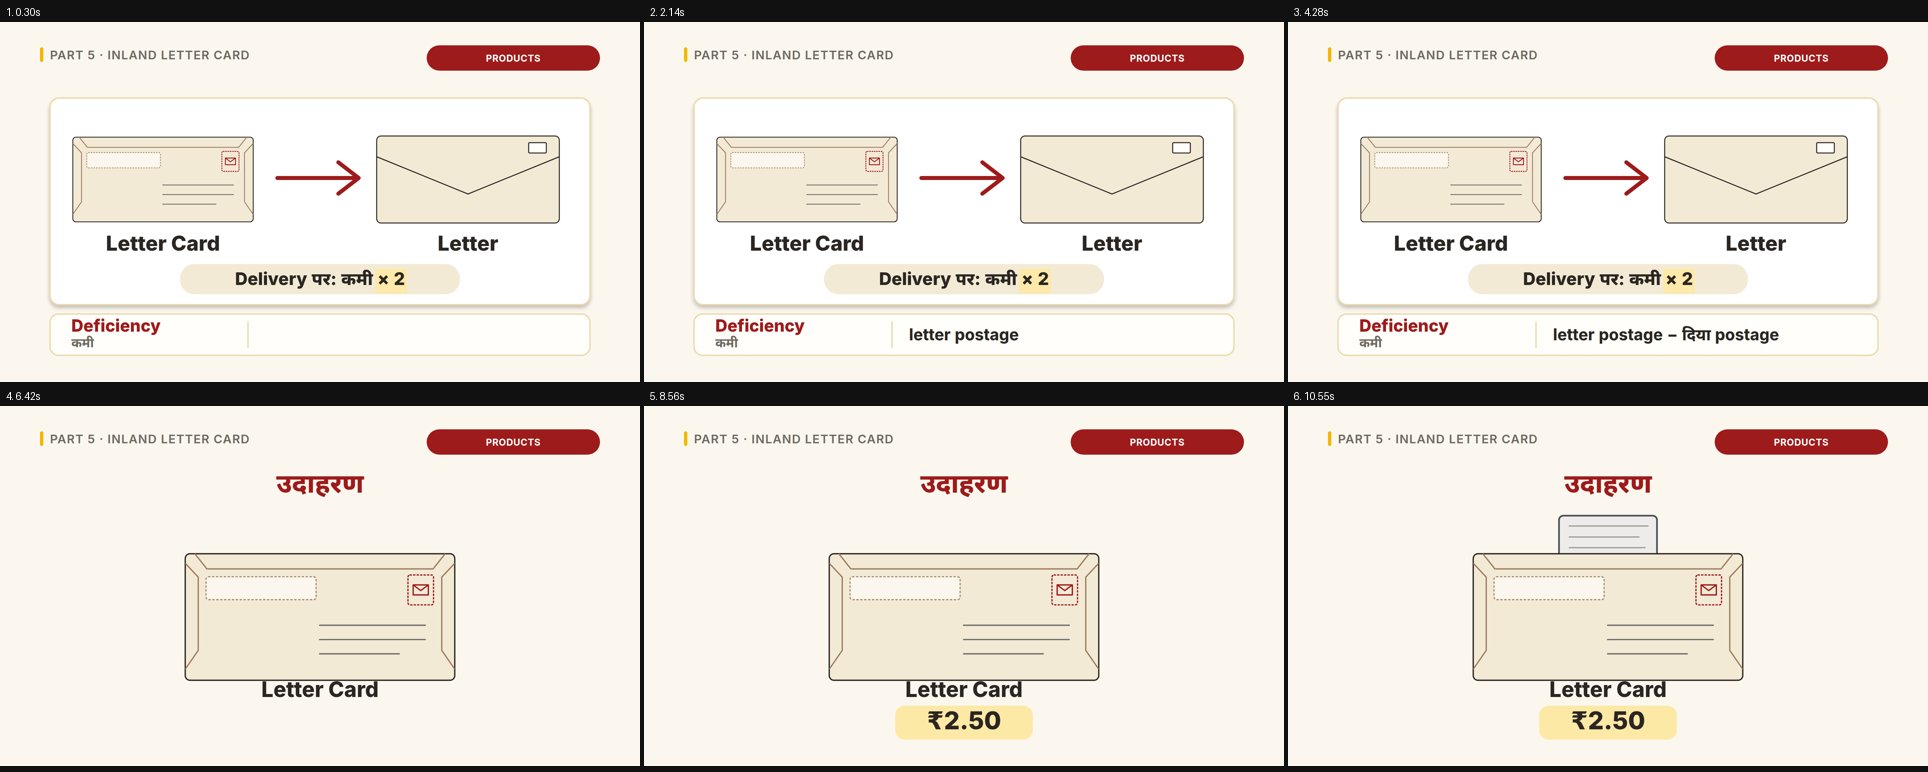 1. 0.30s
PART 5 · INLAND LETTER CARD
PRODUCTS
Letter Card
Letter
Delivery पर: कमी × 2
Deficiency
कमी
2. 2.14s
PART 5 · INLAND LETTER CARD
PRODUCTS
Letter Card
Letter
Delivery पर: कमी × 2
Deficiency
कमी
letter postage
3. 4.28s
PART 5 · INLAND LETTER CARD
PRODUCTS
Letter Card
Letter
Delivery पर: कमी × 2
Deficiency
कमी
letter postage − दिया postage
4. 6.42s
PART 5 · INLAND LETTER CARD
PRODUCTS
उदाहरण
Letter Card
5. 8.56s
PART 5 · INLAND LETTER CARD
PRODUCTS
उदाहरण
Letter Card
₹2.50
6. 10.55s
PART 5 · INLAND LETTER CARD
PRODUCTS
उदाहरण
Letter Card
₹2.50